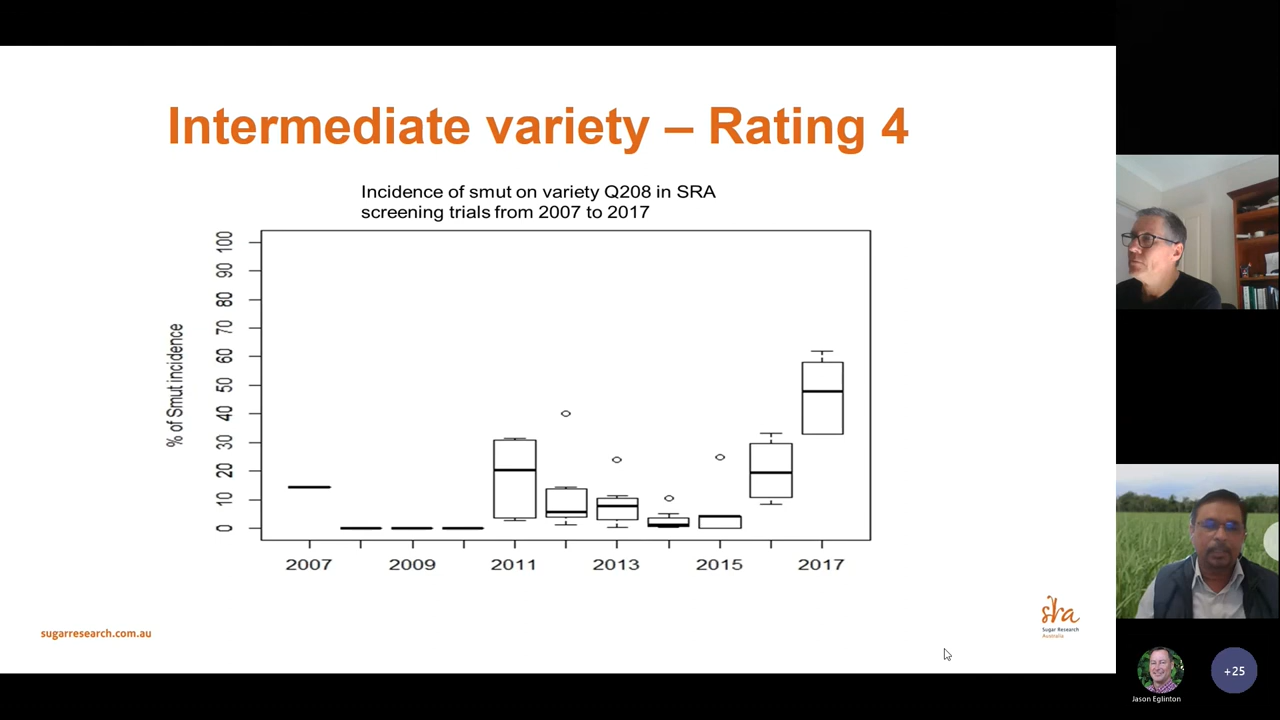 Intermediate variety – Rating 4
Incidence of smut on variety Q208 in SRA
screening trials from 2007 to 2017
% of Smut incidence
100
90
80
70
60
50
40
30
20
10
0
2007
2009
2011
2013
2015
2017
sugarresearch.com.au
sra
Sugar Research
Australia
Jason Eglinton
+25